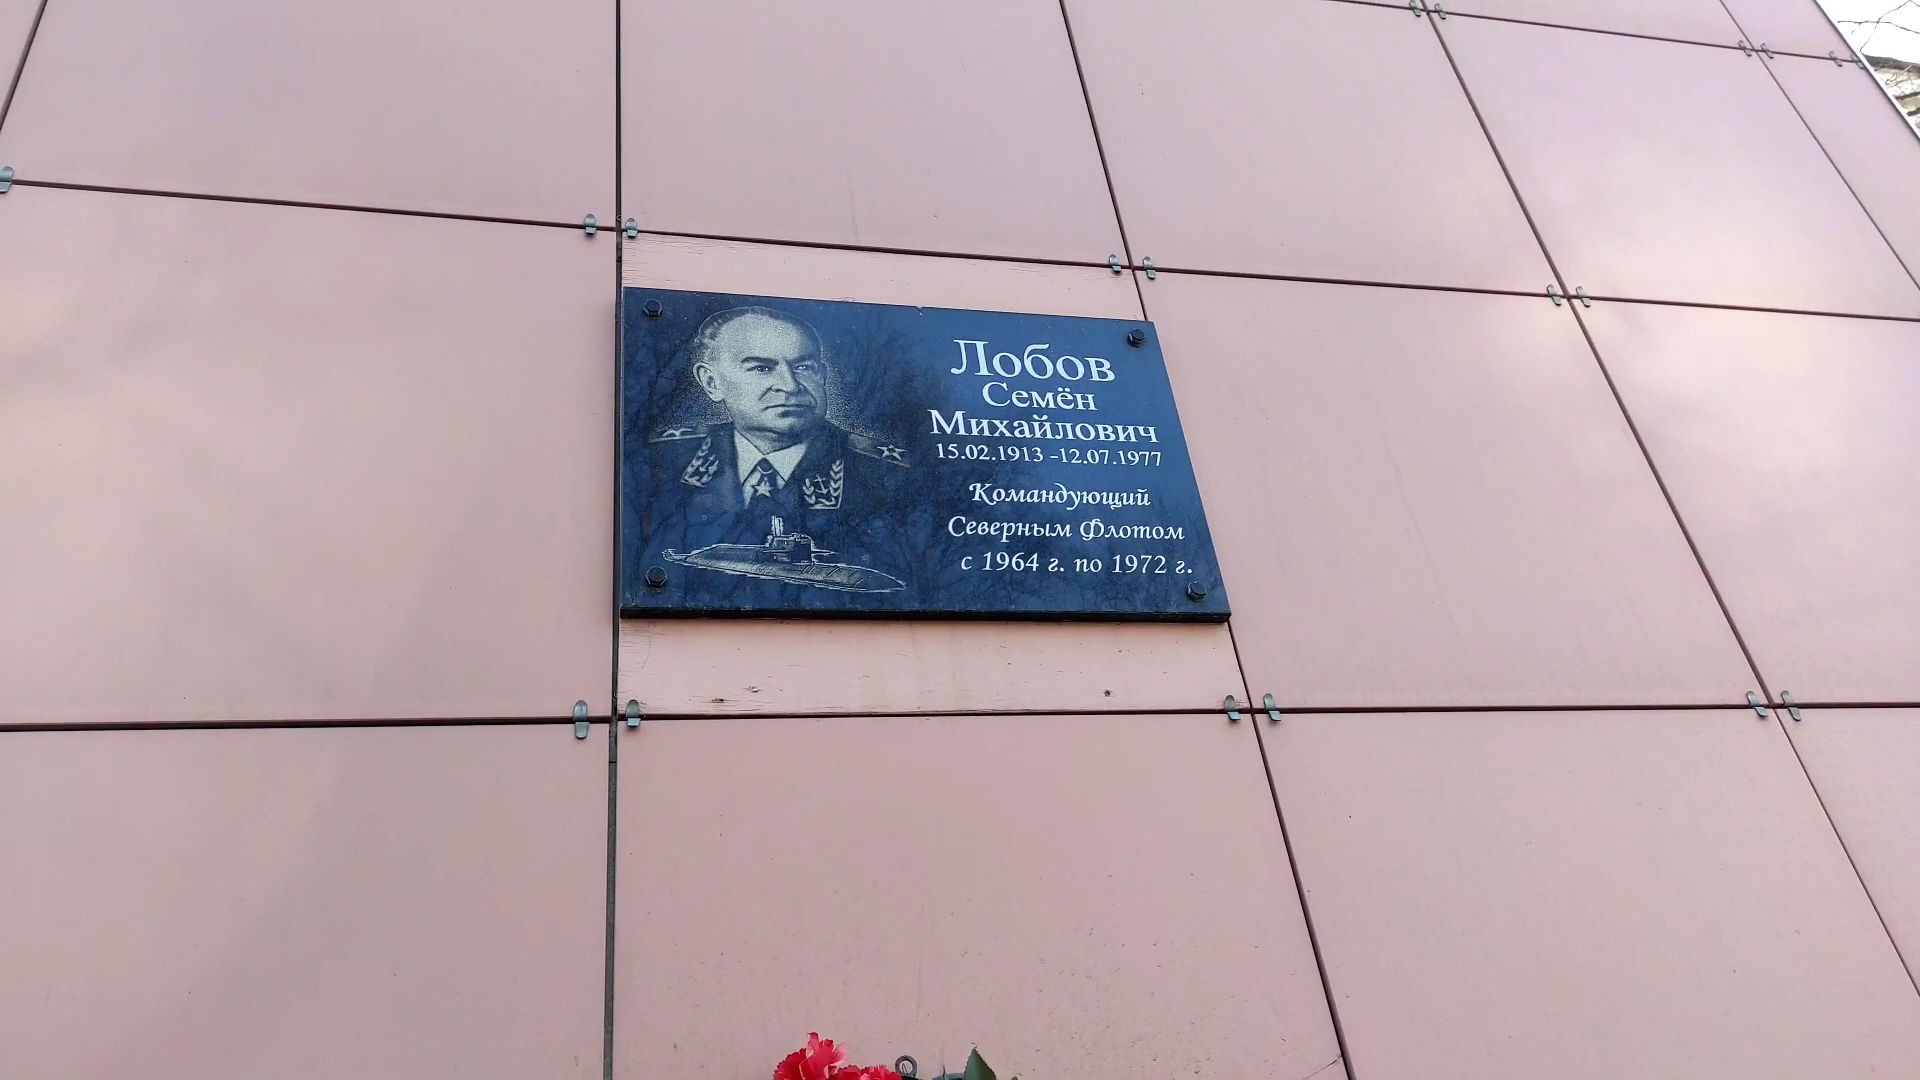 Лобов
Семён
Михайлович
15.02.1913 -12.07.1977
Командующий
Северным Флотом
с 1964 г. по 1972 г.